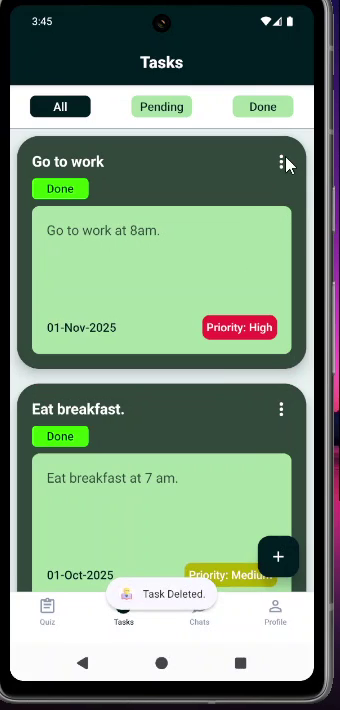 3:45
Tasks
All
Pending
Done
Go to work
Done
Go to work at 8am.
01-Nov-2025
Priority: High
Eat breakfast.
Done
Eat breakfast at 7 am.
01-Oct-2025
Priority: Medium
+
Task Deleted.
Quiz
Tasks
Chats
Profile